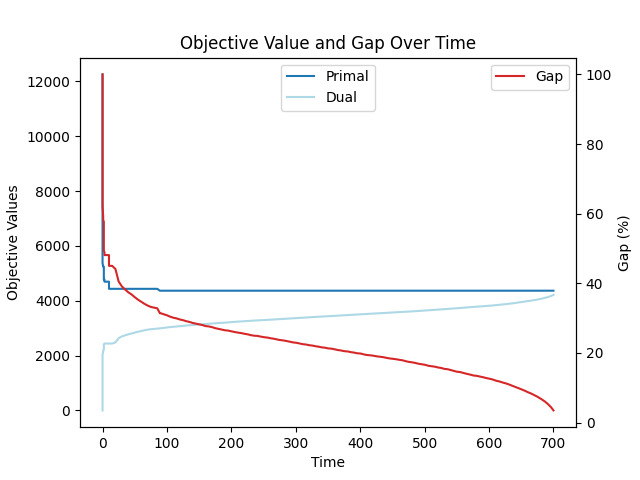 Objective Value and Gap Over Time
Primal
Dual
Gap
Objective Values
12000
10000
8000
6000
4000
2000
0
Gap (%)
100
80
60
40
20
0
0 100 200 300 400 500 600 700
Time